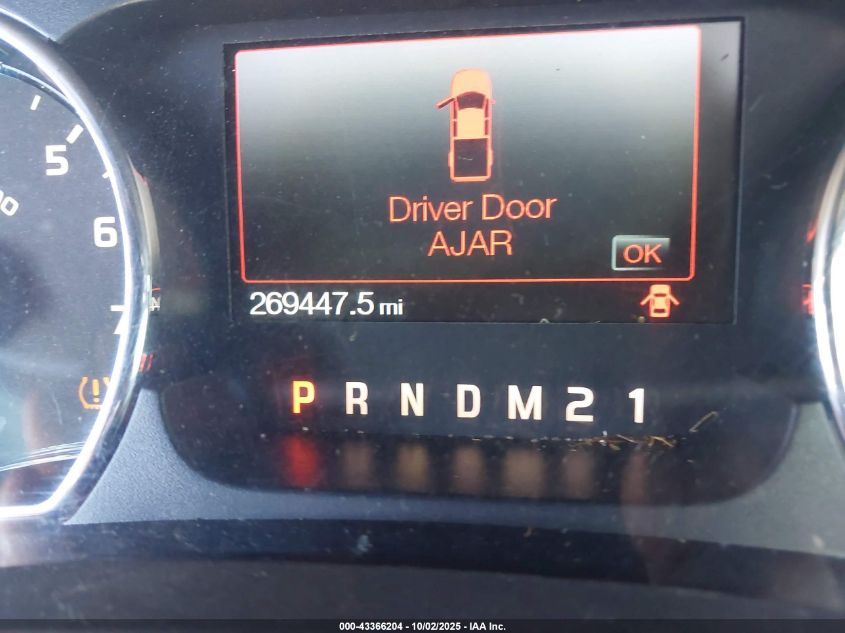 5
6
7
Driver Door
AJAR
OK
269447.5 mi
P R N D M 2 1
000-43366204 - 10/02/2025 - IAA Inc.